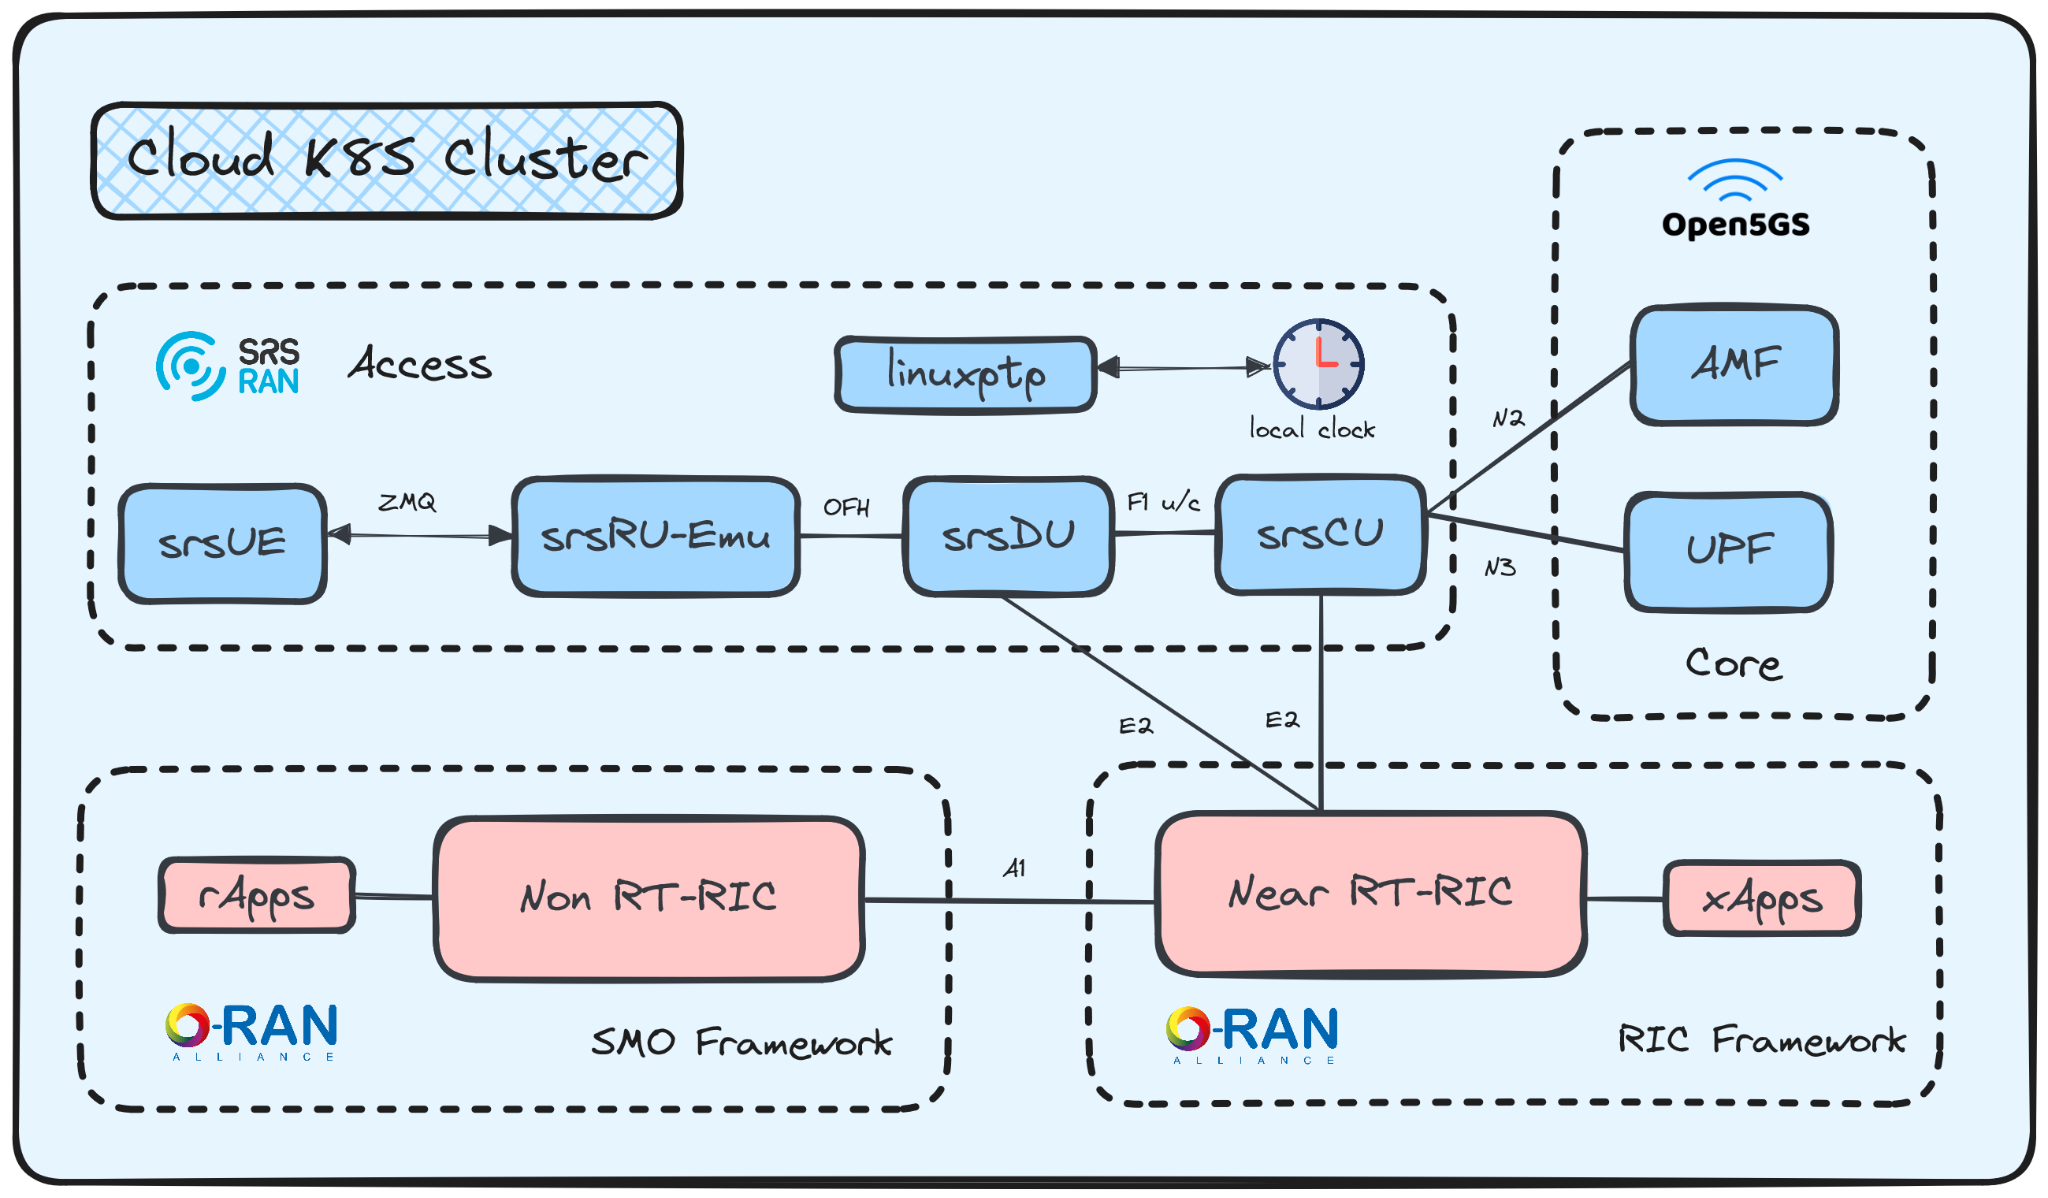 Cloud K8S Cluster
Open5GS
SRS
RAN
Access
linuxptp
local clock
AMF
N2
srsUE
ZMQ
srsRU-Emu
OFH
srsDU
F1 u/c
srsCU
N3
UPF
Core
E2
E2
rApps
Non RT-RIC
A1
Near RT-RIC
xApps
O-RAN
ALLIANCE
SMO Framework
O-RAN
ALLIANCE
RIC Framework